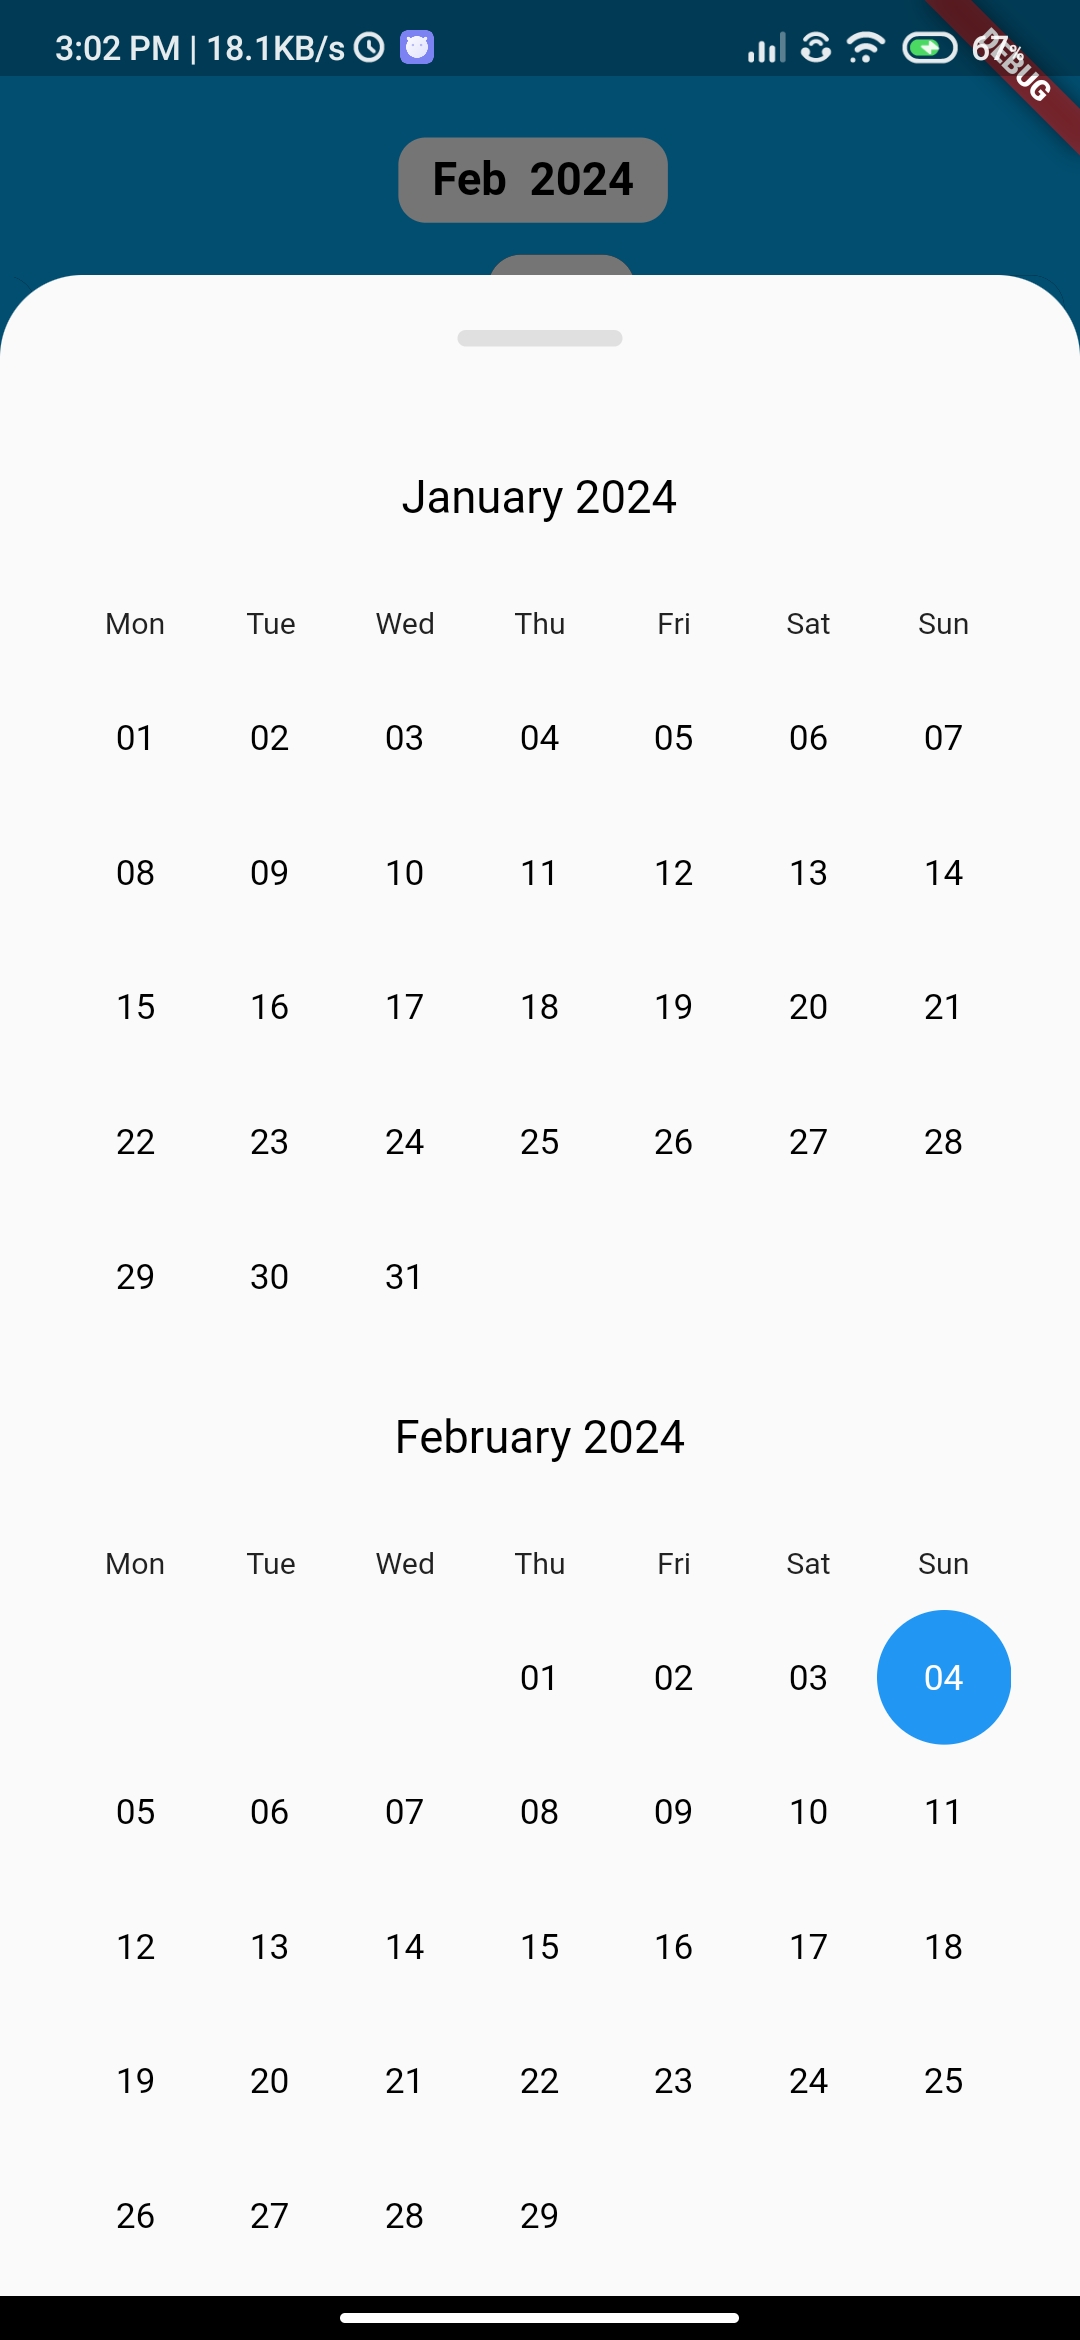 3:02 PM | 18.1KB/s 67%
DEBUG
Feb 2024
January 2024
Mon Tue Wed Thu Fri Sat Sun
01 02 03 04 05 06 07
08 09 10 11 12 13 14
15 16 17 18 19 20 21
22 23 24 25 26 27 28
29 30 31
February 2024
Mon Tue Wed Thu Fri Sat Sun
01 02 03 04
05 06 07 08 09 10 11
12 13 14 15 16 17 18
19 20 21 22 23 24 25
26 27 28 29